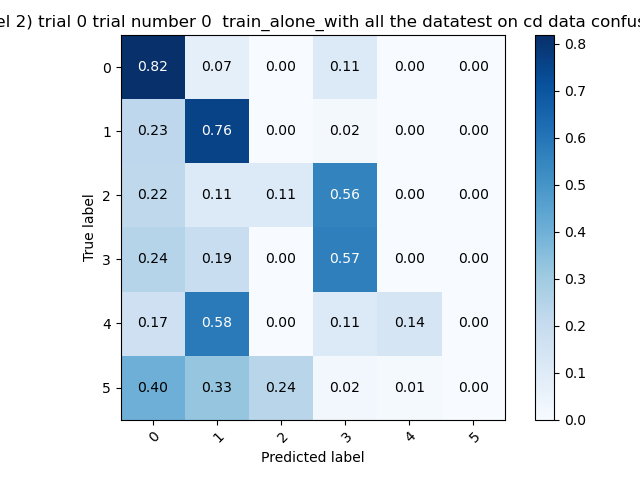 el 2) trial 0 trial number 0 train_alone_with all the datatest on cd data confus
0 0.82 0.07 0.00 0.11 0.00 0.00
1 0.23 0.76 0.00 0.02 0.00 0.00
2 0.22 0.11 0.11 0.56 0.00 0.00
3 0.24 0.19 0.00 0.57 0.00 0.00
4 0.17 0.58 0.00 0.11 0.14 0.00
5 0.40 0.33 0.24 0.02 0.01 0.00
0 1 2 3 4 5
True label
Predicted label
0.8
0.7
0.6
0.5
0.4
0.3
0.2
0.1
0.0